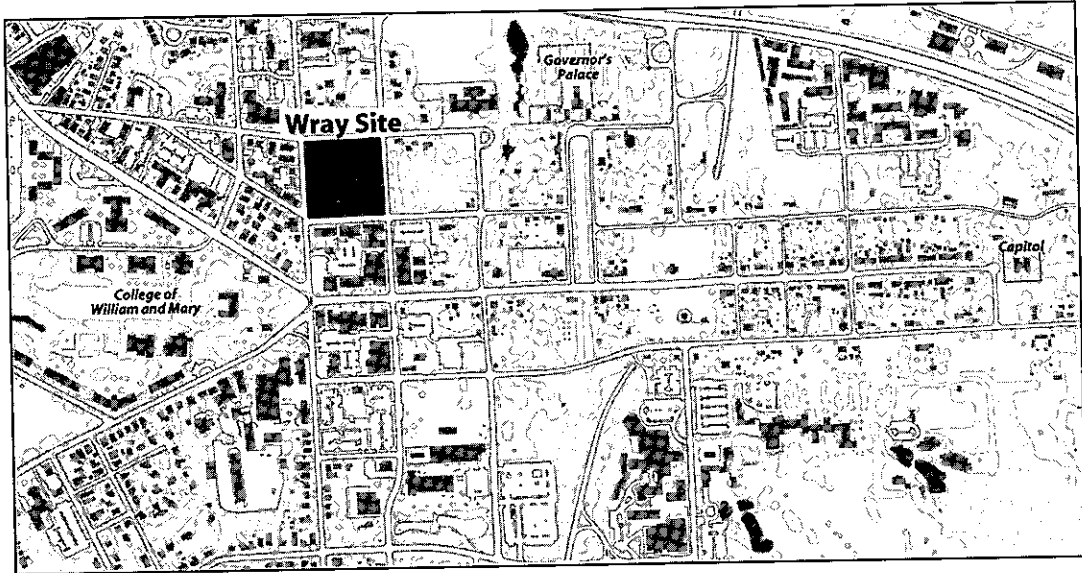 Governor's
Palace
Wray Site
Capitol
College of
William and Mary